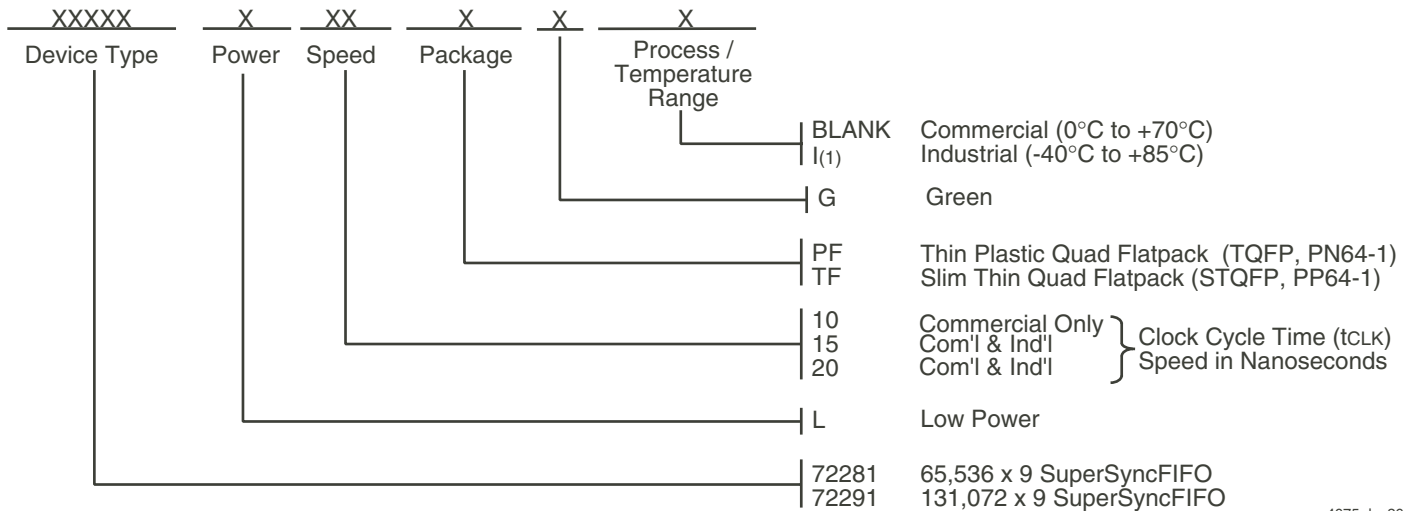 XXXXX X XX X X X
Device Type Power Speed Package Process /
Temperature
Range
BLANK Commercial (0°C to +70°C)
I(1) Industrial (-40°C to +85°C)
G Green
PF Thin Plastic Quad Flatpack (TQFP, PN64-1)
TF Slim Thin Quad Flatpack (STQFP, PP64-1)
10 Commercial Only
15 Com'l & Ind'l
20 Com'l & Ind'l
Clock Cycle Time (tCLK)
Speed in Nanoseconds
L Low Power
72281 65,536 x 9 SuperSyncFIFO
72291 131,072 x 9 SuperSyncFIFO